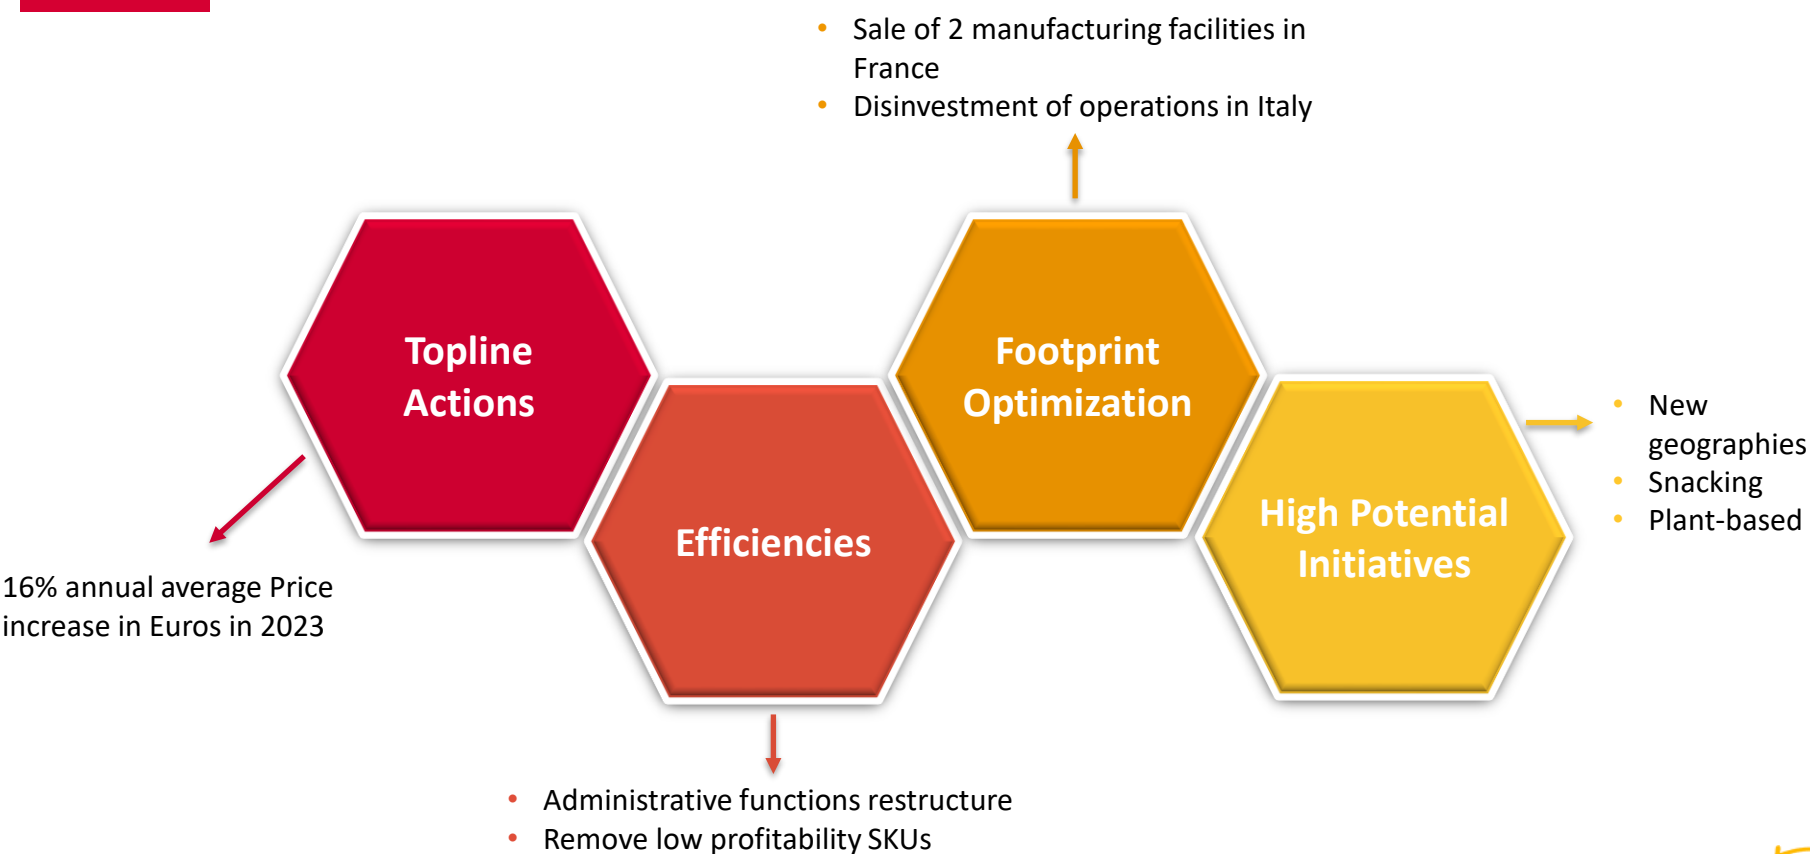 • Sale of 2 manufacturing facilities in
France
• Disinvestment of operations in Italy
Topline
Actions
Footprint
Optimization
Efficiencies
High Potential
Initiatives
• New
geographies
• Snacking
• Plant-based
16% annual average Price
increase in Euros in 2023
• Administrative functions restructure
• Remove low profitability SKUs